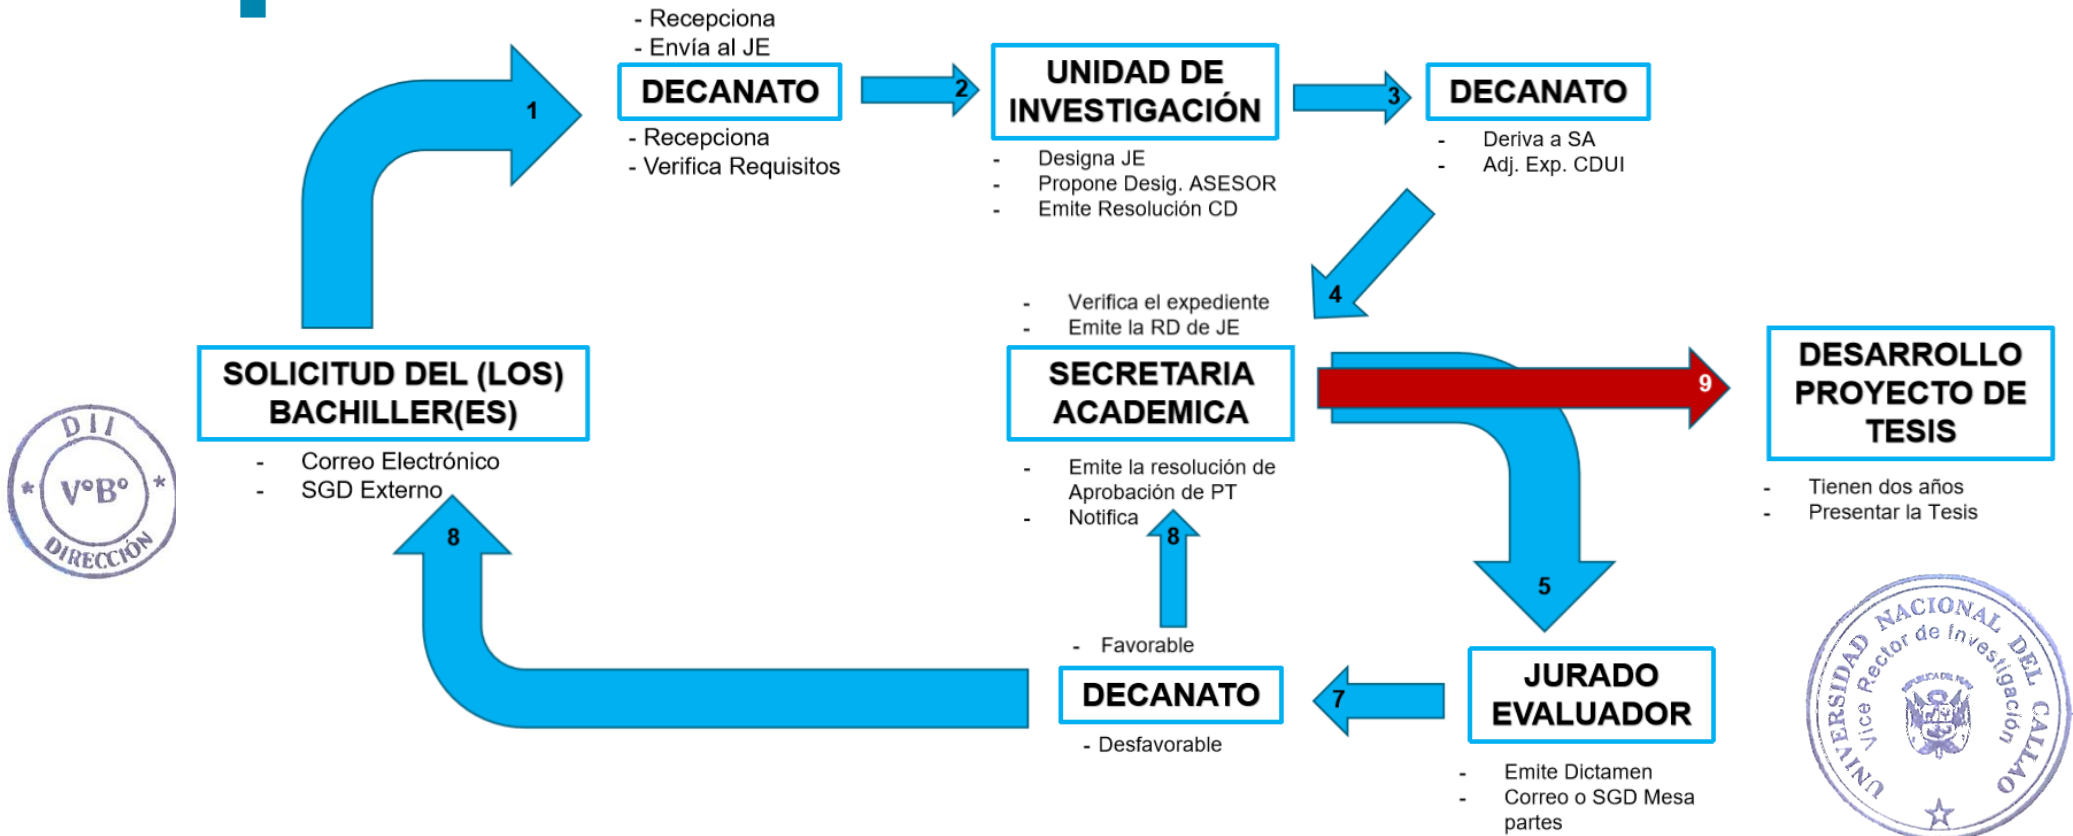 - Recepciona
- Envía al JE
DECANATO
- Recepciona
- Verifica Requisitos
1
2
UNIDAD DE
INVESTIGACIÓN
- Designa JE
- Propone Desig. ASESOR
- Emite Resolución CD
3
DECANATO
- Deriva a SA
- Adj. Exp. CDUI
4
- Verifica el expediente
- Emite la RD de JE
SECRETARIA
ACADEMICA
- Emite la resolución de
Aprobación de PT
- Notifica
9
DESARROLLO
PROYECTO DE
TESIS
- Tienen dos años
- Presentar la Tesis
SOLICITUD DEL (LOS)
BACHILLER(ES)
- Correo Electrónico
- SGD Externo
8
8
5
- Favorable
DECANATO
- Desfavorable
7
JURADO
EVALUADOR
- Emite Dictamen
- Correo o SGD Mesa
partes
DII
* V°B° *
DIRECCIÓN
UNIVERSIDAD NACIONAL DEL CALLAO
Vice Rector de Investigación
REPUBLICA DEL PERU